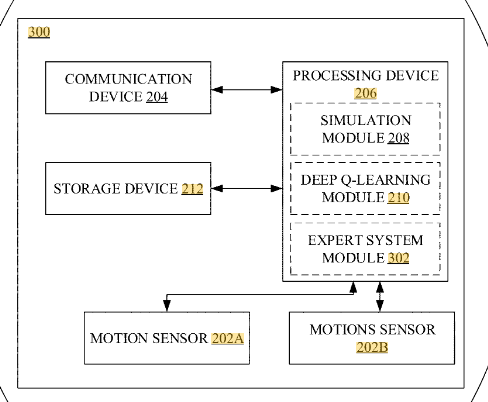 300
COMMUNICATION
DEVICE 204
PROCESSING DEVICE
206
SIMULATION
MODULE 208
STORAGE DEVICE 212
DEEP Q-LEARNING
MODULE 210
EXPERT SYSTEM
MODULE 302
MOTION SENSOR 202A
MOTIONS SENSOR
202B